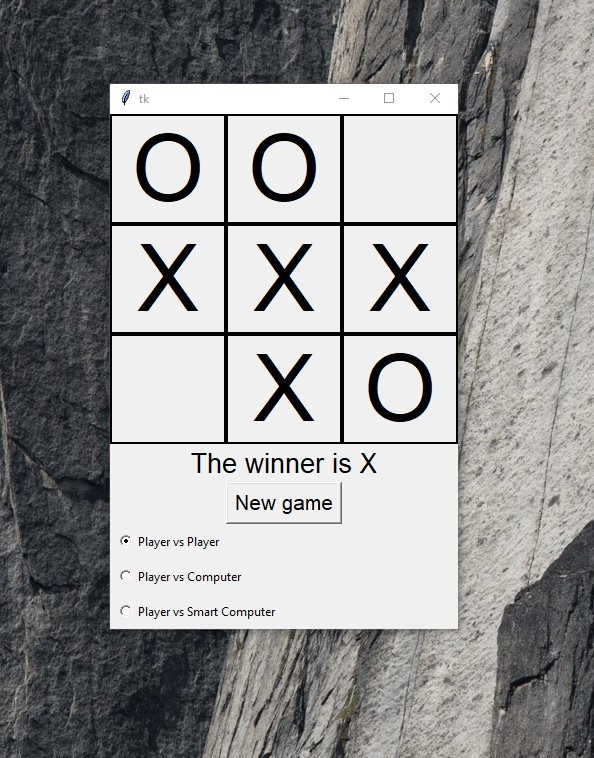 tk
O O
X X X
X O
The winner is X
New game
Player vs Player
Player vs Computer
Player vs Smart Computer